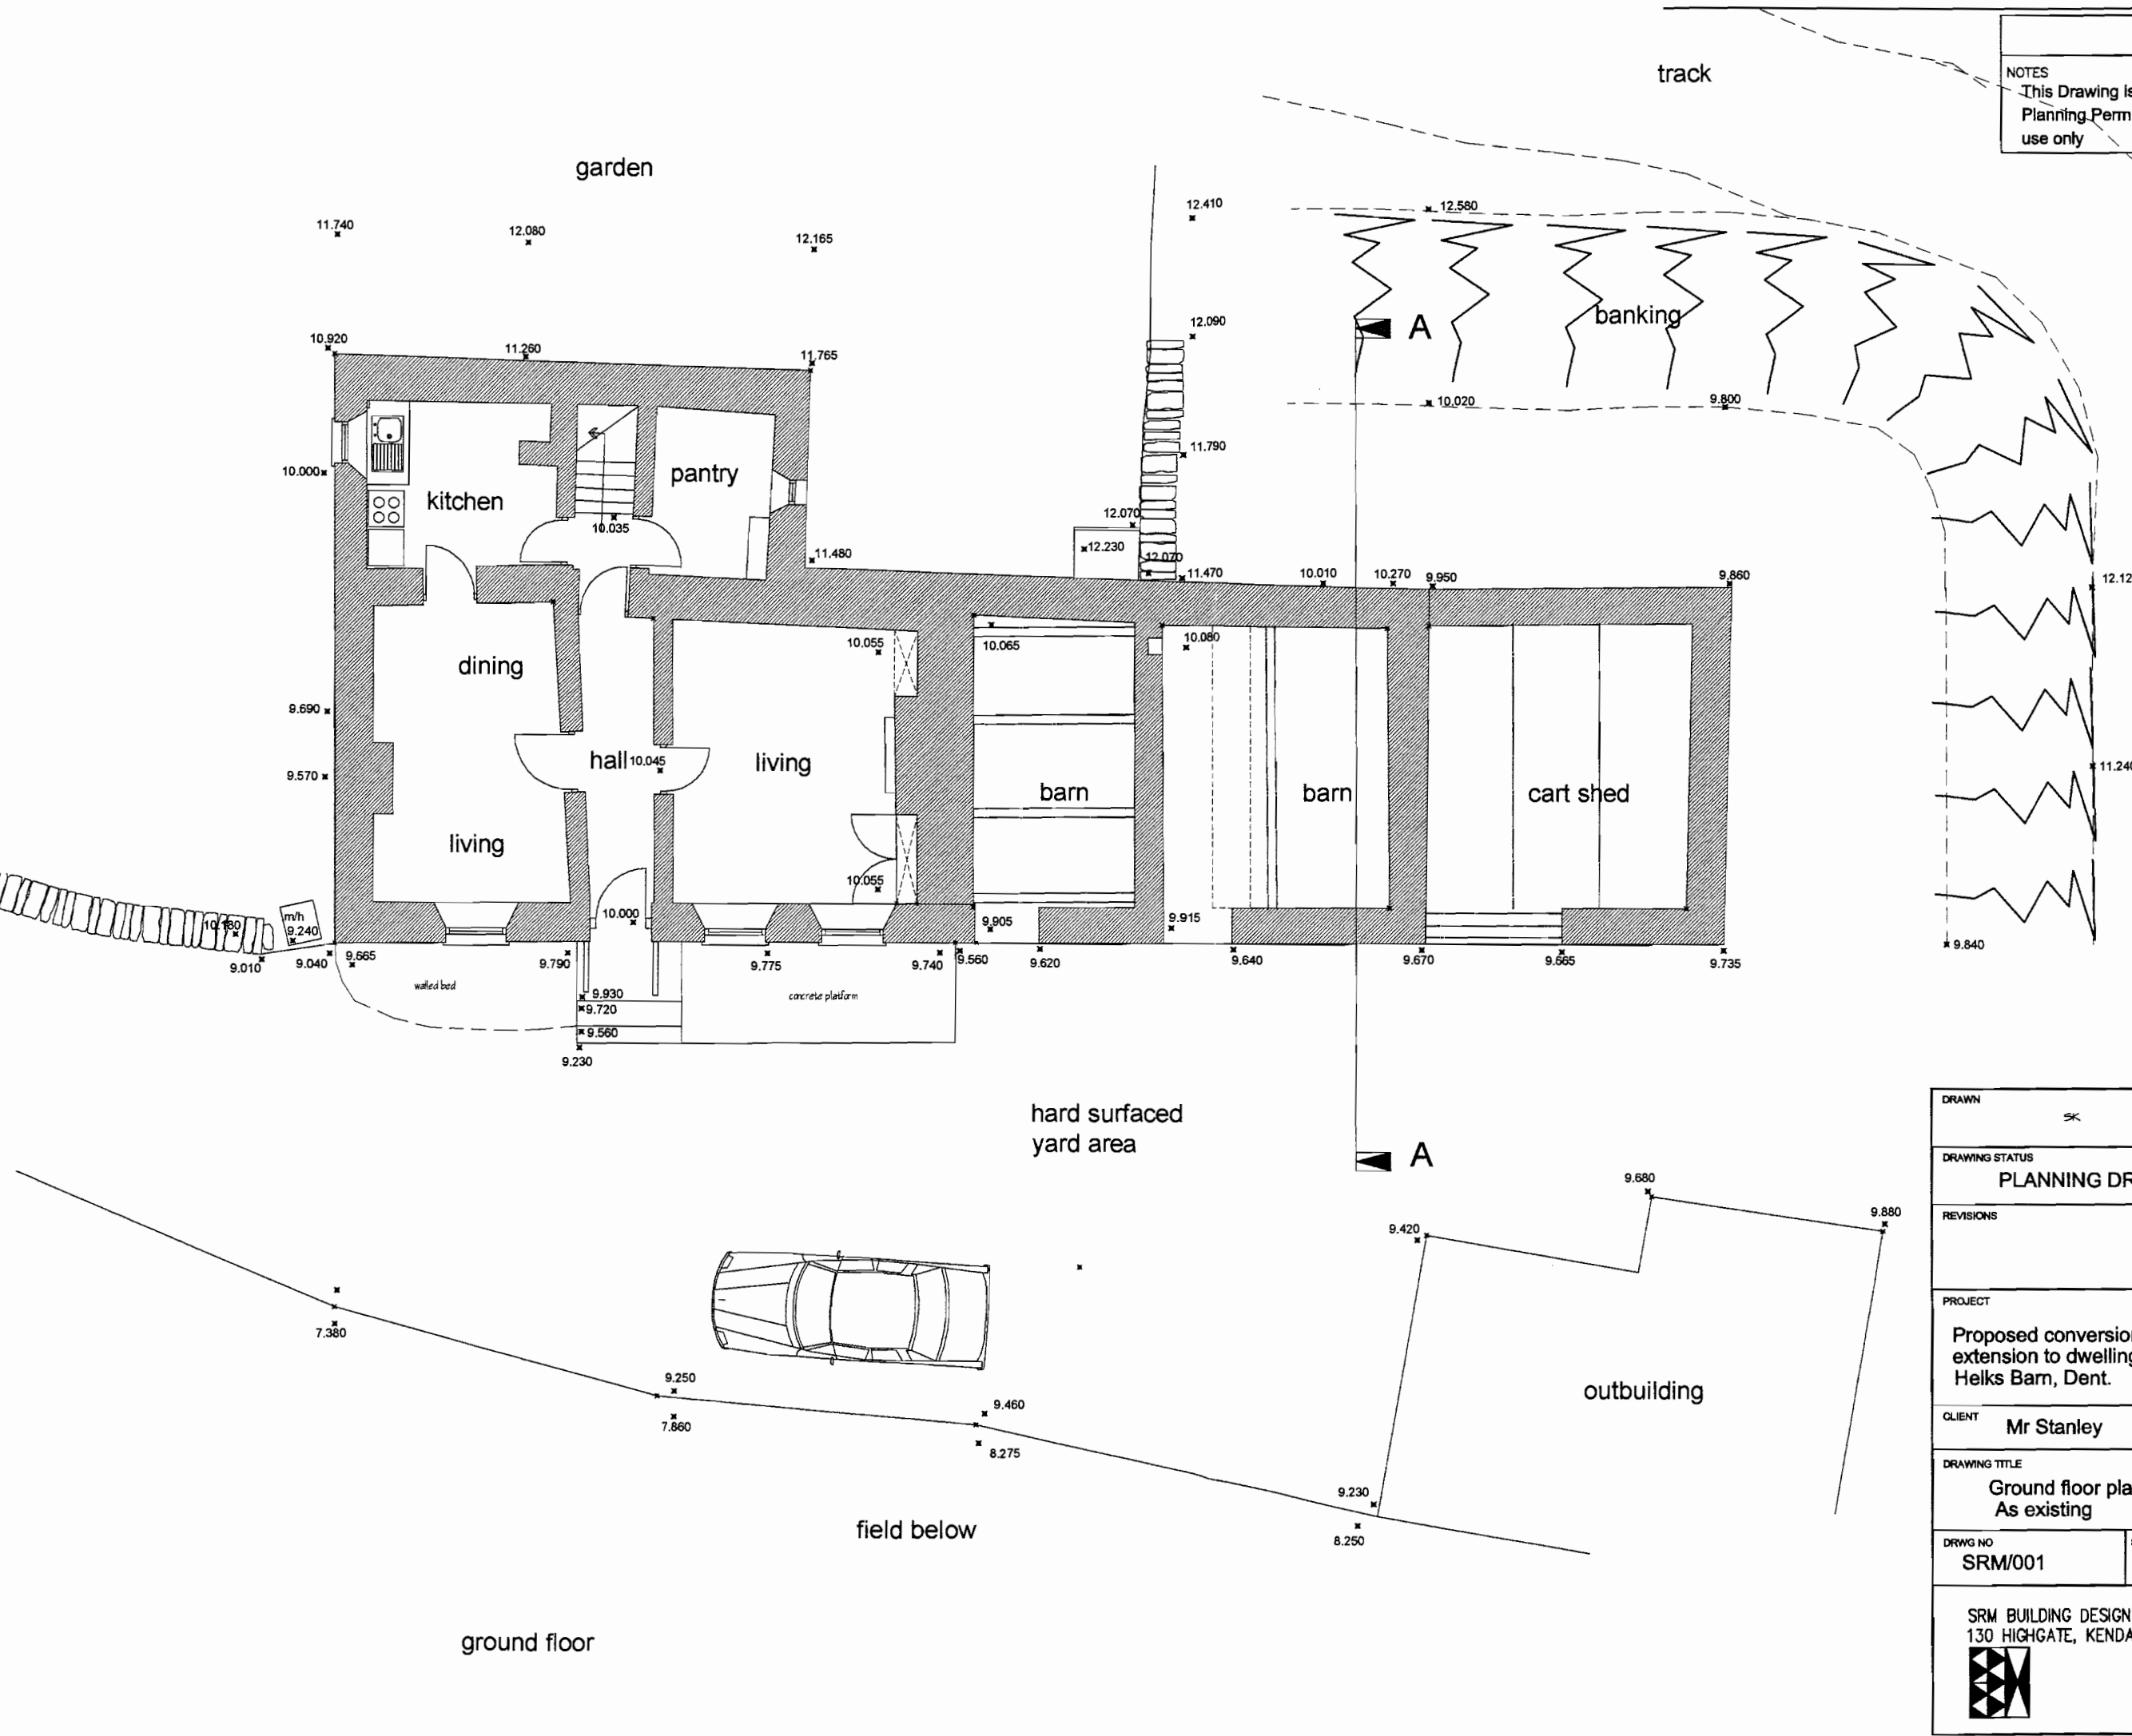 track
NOTES
This Drawing is
Planning Perm
use only
garden
12.410
12.580
11.740
12.080
12.165
12.090
banking
A
10.920
11.260
11.765
10.020
9.800
11.790
10.000
kitchen
pantry
10.035
12.070
12.230
12.070
11.480
11.470
10.010
10.270
9.950
9.860
12.12
10.055
10.065
10.080
dining
9.690
hall
10.045
living
9.570
barn
barn
cart shed
11.240
living
10.055
10.180
m/h
9.240
10.000
9.905
9.915
9.010
9.040
9.665
9.790
9.775
9.740
9.560
9.620
9.640
9.670
9.665
9.735
9.840
walled bed
concrete platform
9.930
9.720
9.560
9.230
hard surfaced
yard area
A
DRAWN
SK
DRAWING STATUS
PLANNING DR
9.680
9.420
9.880
REVISIONS
PROJECT
Proposed conversion
extension to dwelling
Helks Barn, Dent.
7.380
9.250
7.860
9.460
8.275
outbuilding
CLIENT
Mr Stanley
DRAWING TITLE
Ground floor pla
As existing
9.230
8.250
field below
DRWG NO
SRM/001
ground floor
SRM BUILDING DESIGN
130 HIGHGATE, KENDA